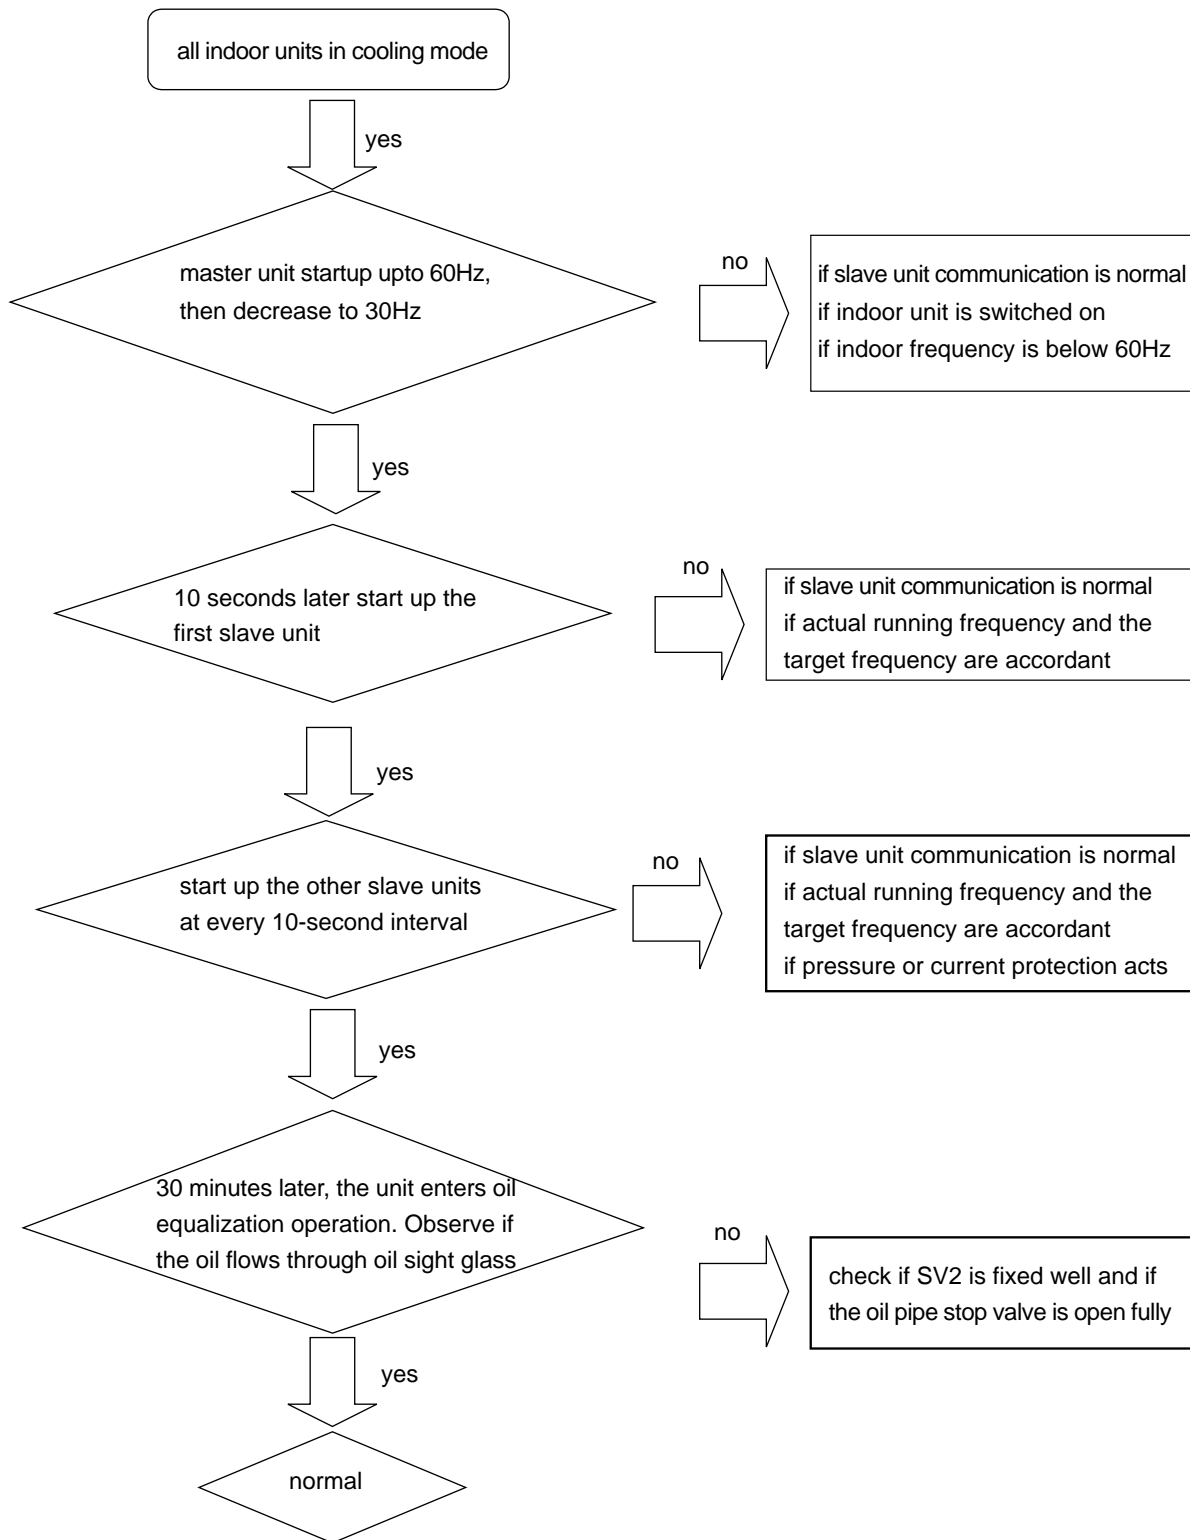 all indoor units in cooling mode
yes
master unit startup upto 60Hz,
then decrease to 30Hz
no
if slave unit communication is normal
if indoor unit is switched on
if indoor frequency is below 60Hz
yes
10 seconds later start up the
first slave unit
no
if slave unit communication is normal
if actual running frequency and the
target frequency are accordant
yes
start up the other slave units
at every 10-second interval
no
if slave unit communication is normal
if actual running frequency and the
target frequency are accordant
if pressure or current protection acts
yes
30 minutes later, the unit enters oil
equalization operation. Observe if
the oil flows through oil sight glass
no
check if SV2 is fixed well and if
the oil pipe stop valve is open fully
yes
normal